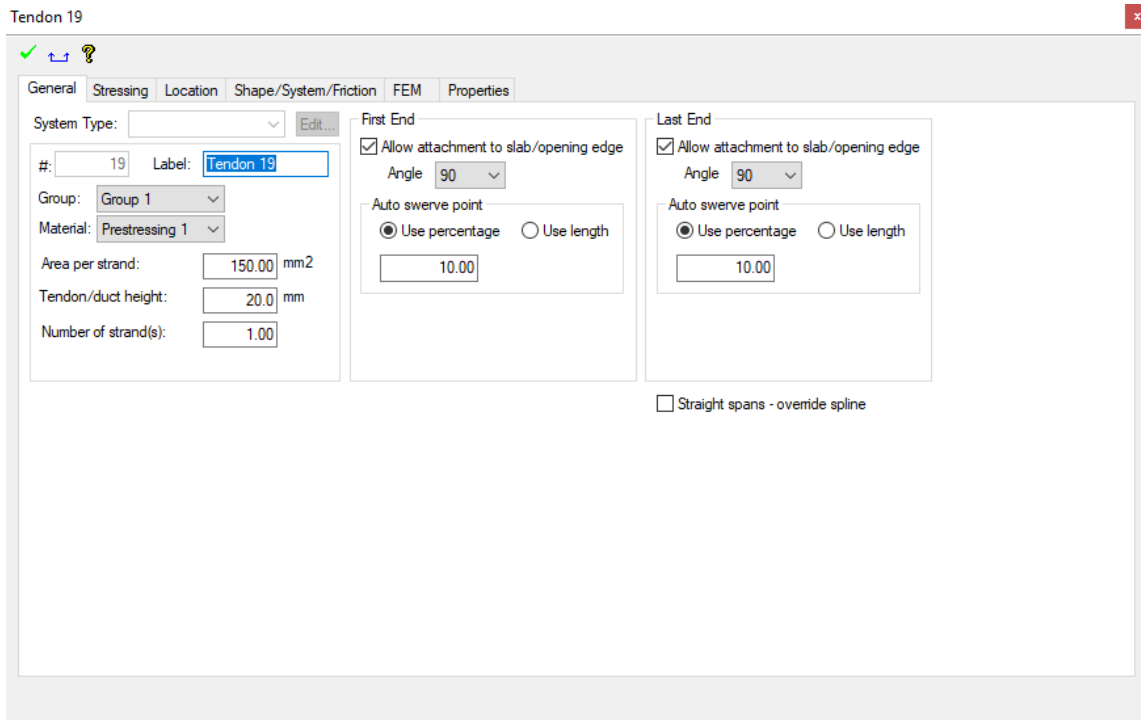 Tendon 19
x
?
General Stressing Location Shape/System/Friction FEM Properties
System Type: Edit...
#: 19 Label: Tendon 19
Group: Group 1
Material: Prestressing 1
Area per strand: 150.00 mm2
Tendon/duct height: 20.0 mm
Number of strand(s): 1.00
First End
Allow attachment to slab/opening edge
Angle 90
Auto swerve point
Use percentage Use length
10.00
Last End
Allow attachment to slab/opening edge
Angle 90
Auto swerve point
Use percentage Use length
10.00
Straight spans - override spline